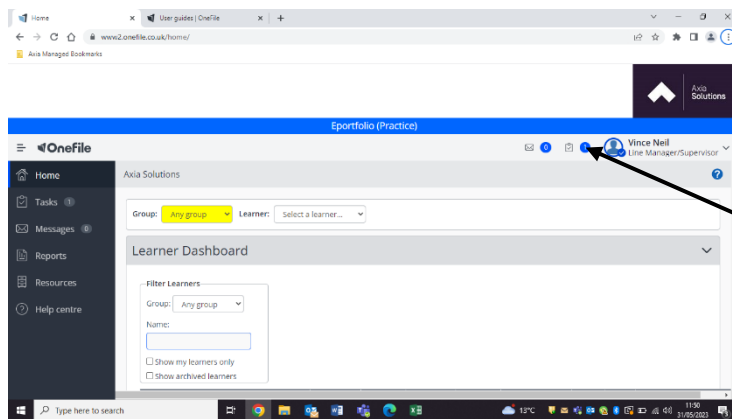 Home
User guides | OneFile
www2.onefile.co.uk/home/
Axia Managed Bookmarks
Axia
Solutions
Eportfolio (Practice)
Onefile
0
1
Vince Neil
Line Manager/Supervisor
Home
Axia Solutions
Tasks 1
Group: Any group Learner: Select a learner...
Messages 0
Reports
Learner Dashboard
Resources
Filter Learners
Group: Any group
Help centre
Name:
Show my learners only
Show archived learners
Type here to search
13°C
11:50
31/05/2023